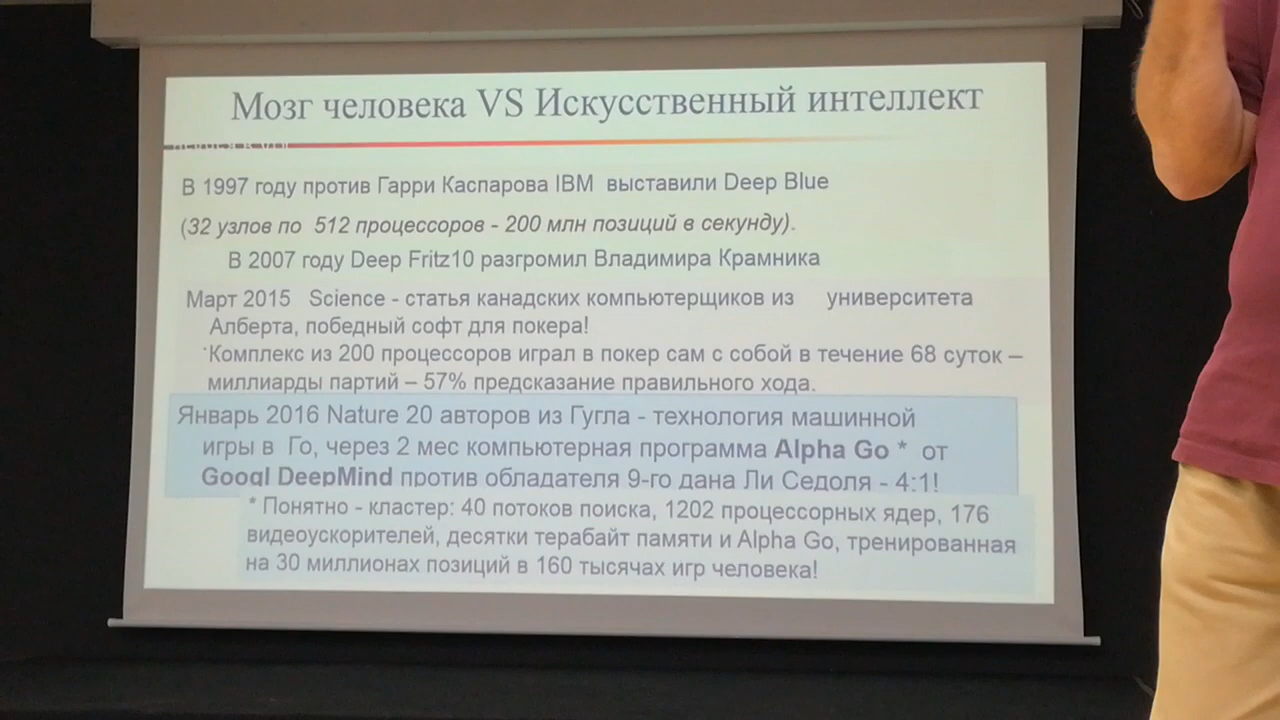 Мозг человека VS Искусственный интеллект
В 1997 году против Гарри Каспарова IBM выставили Deep Blue
(32 узлов по 512 процессоров - 200 млн позиций в секунду).
В 2007 году Deep Fritz10 разгромил Владимира Крамника
Март 2015 Science - статья канадских компьютерщиков из университета
Алберта, победный софт для покера!
Комплекс из 200 процессоров играл в покер сам с собой в течение 68 суток –
миллиарды партий – 57% предсказание правильного хода.
Январь 2016 Nature 20 авторов из Гугла - технология машинной
игры в Го, через 2 мес компьютерная программа Alpha Go * от
Googl DeepMind против обладателя 9-го дана Ли Седоля - 4:1!
* Понятно - кластер: 40 потоков поиска, 1202 процессорных ядер, 176
видеоускорителей, десятки терабайт памяти и Alpha Go, тренированная
на 30 миллионах позиций в 160 тысячах игр человека!